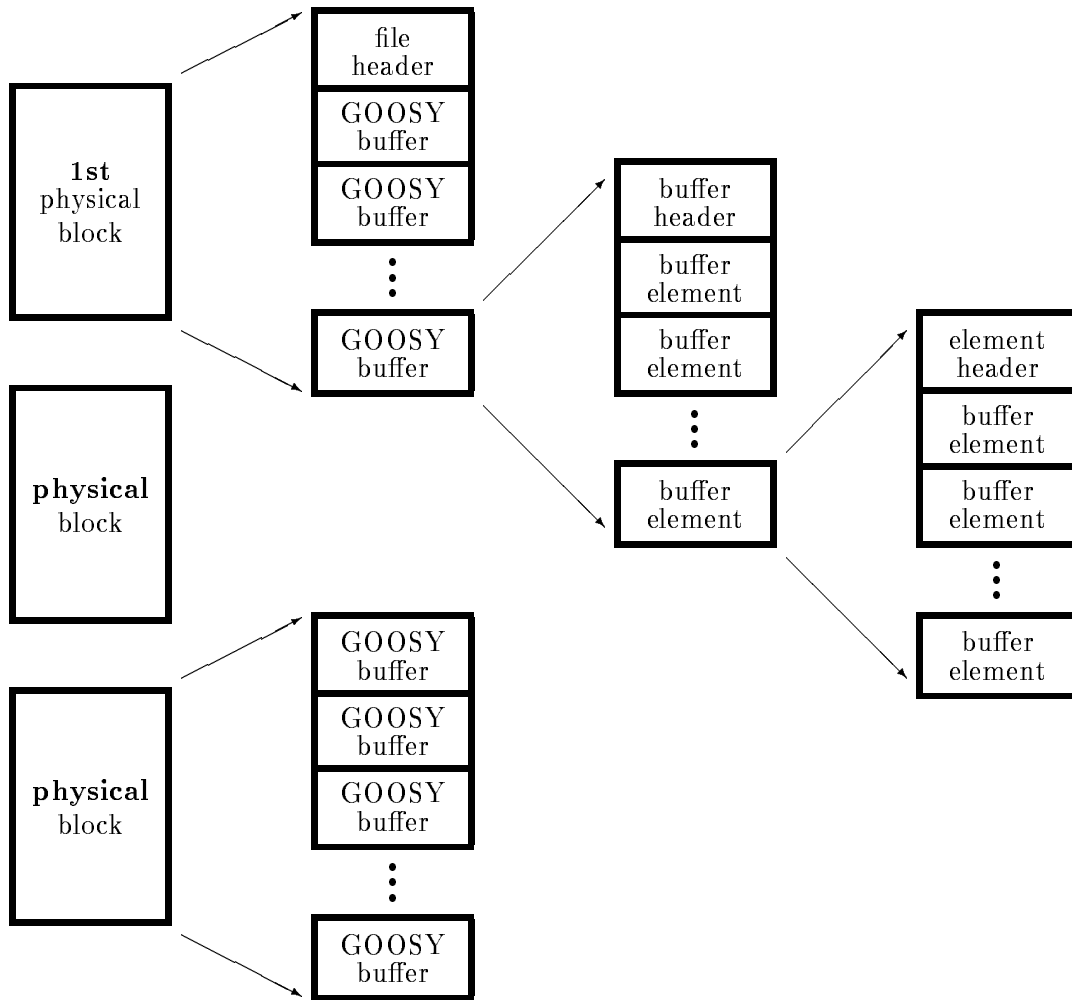 1st
physical
block
physical
block
physical
block
file
header
GOOSY
buffer
GOOSY
buffer
GOOSY
buffer
GOOSY
buffer
GOOSY
buffer
GOOSY
buffer
GOOSY
buffer
buffer
header
buffer
element
buffer
element
buffer
element
element
header
buffer
element
buffer
element
buffer
element